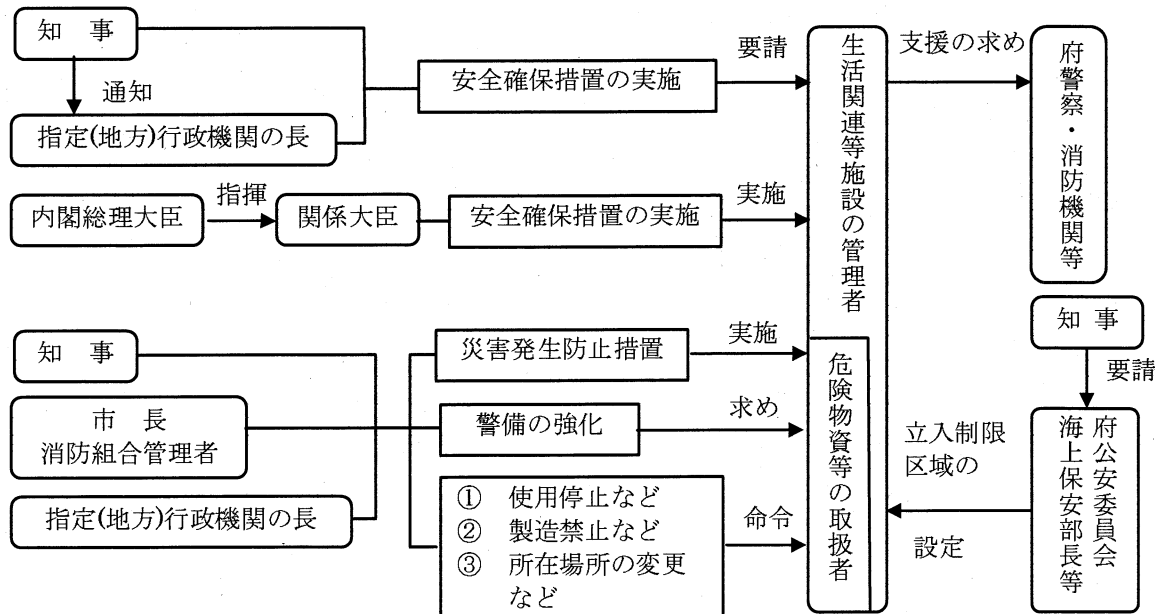 知　事
通知
指定(地方)行政機関の長
安全確保措置の実施
要請
内閣総理大臣
指揮
関係大臣
安全確保措置の実施
実施
知　事
市　長
消防組合管理者
指定(地方)行政機関の長
災害発生防止措置
実施
警備の強化
求め
①　使用停止など
②　製造禁止など
③　所在場所の変更
など
命令
生活関連等施設の管理者
危険物資等の取扱者
支援の求め
府警察・消防機関等
知　事
要請
立入制限
区域の
設定
府公安委員会
海上保安部長等